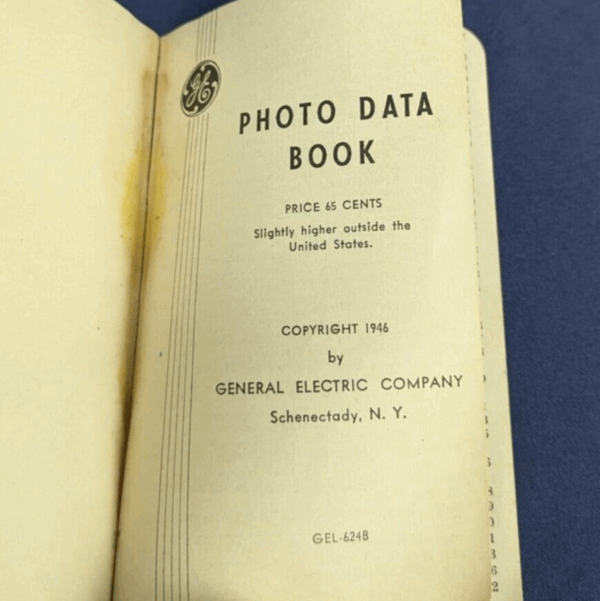 GE
PHOTO DATA
BOOK
PRICE 65 CENTS
Slightly higher outside the
United States.
COPYRIGHT 1946
by
GENERAL ELECTRIC COMPANY
Schenectady, N. Y.
GEL-624B